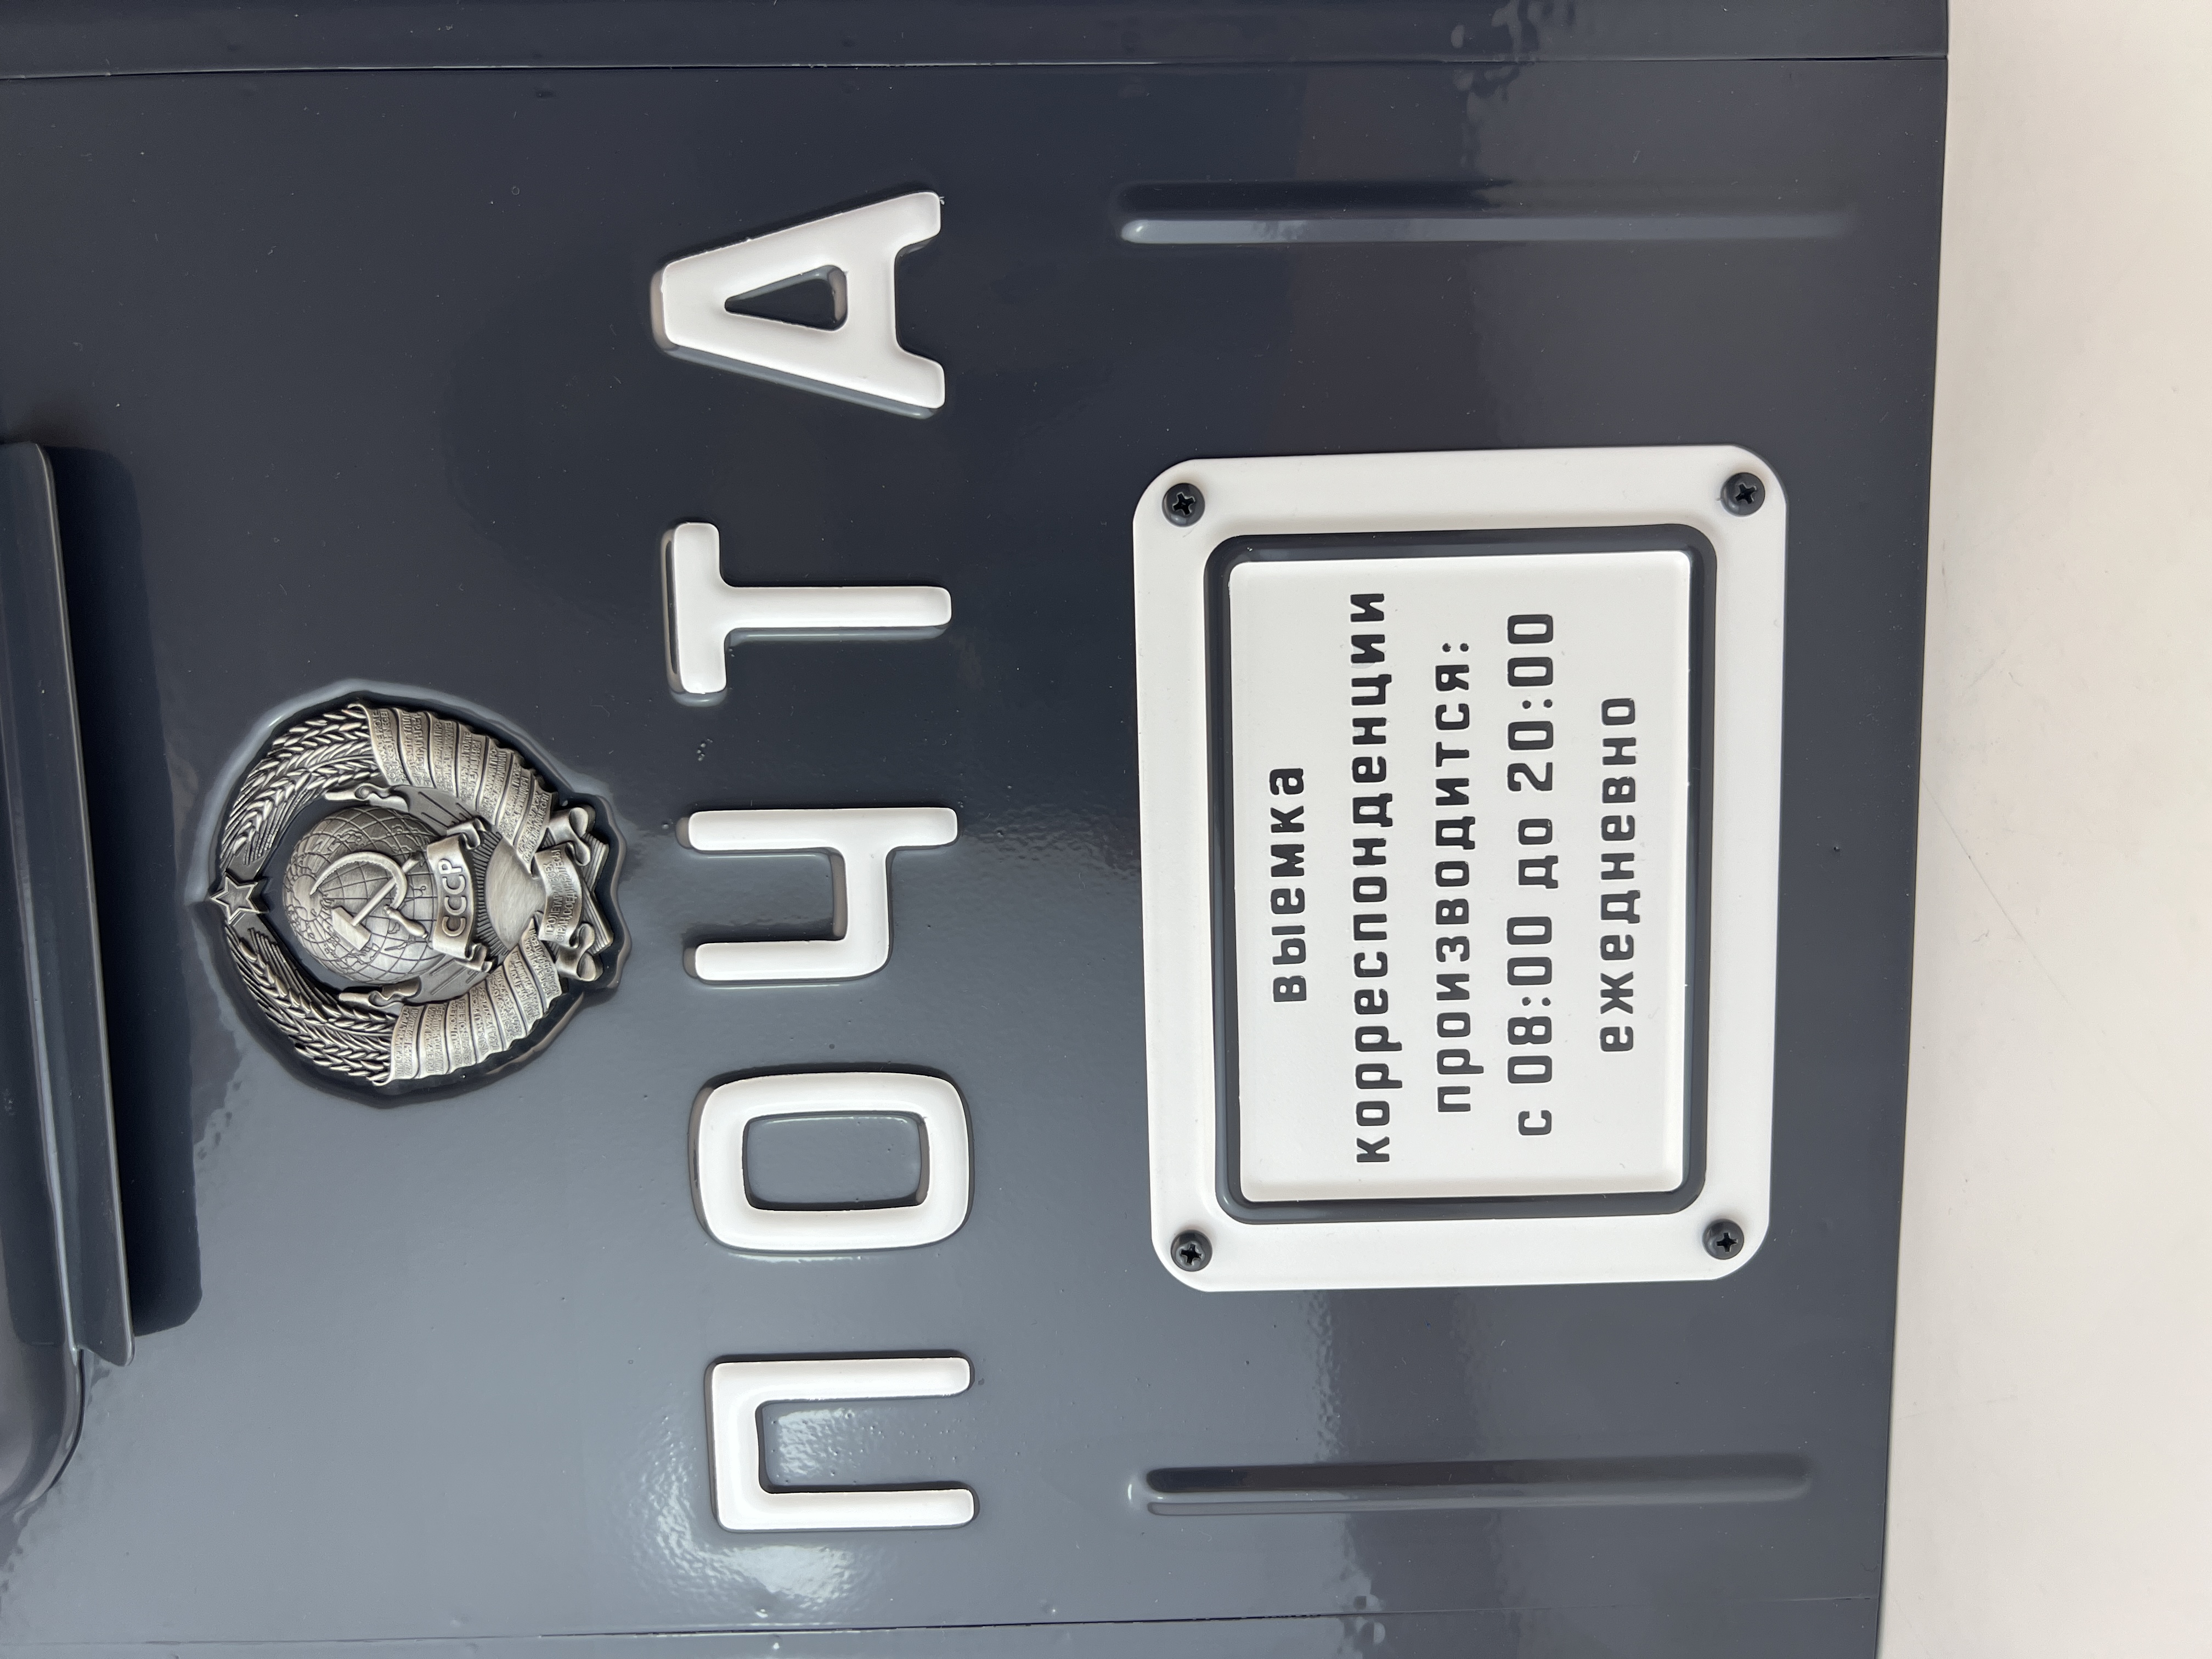 СССР
ПОЧТА
выемка
корреспонденции
производится:
с 08:00 до 20:00
ежедневно